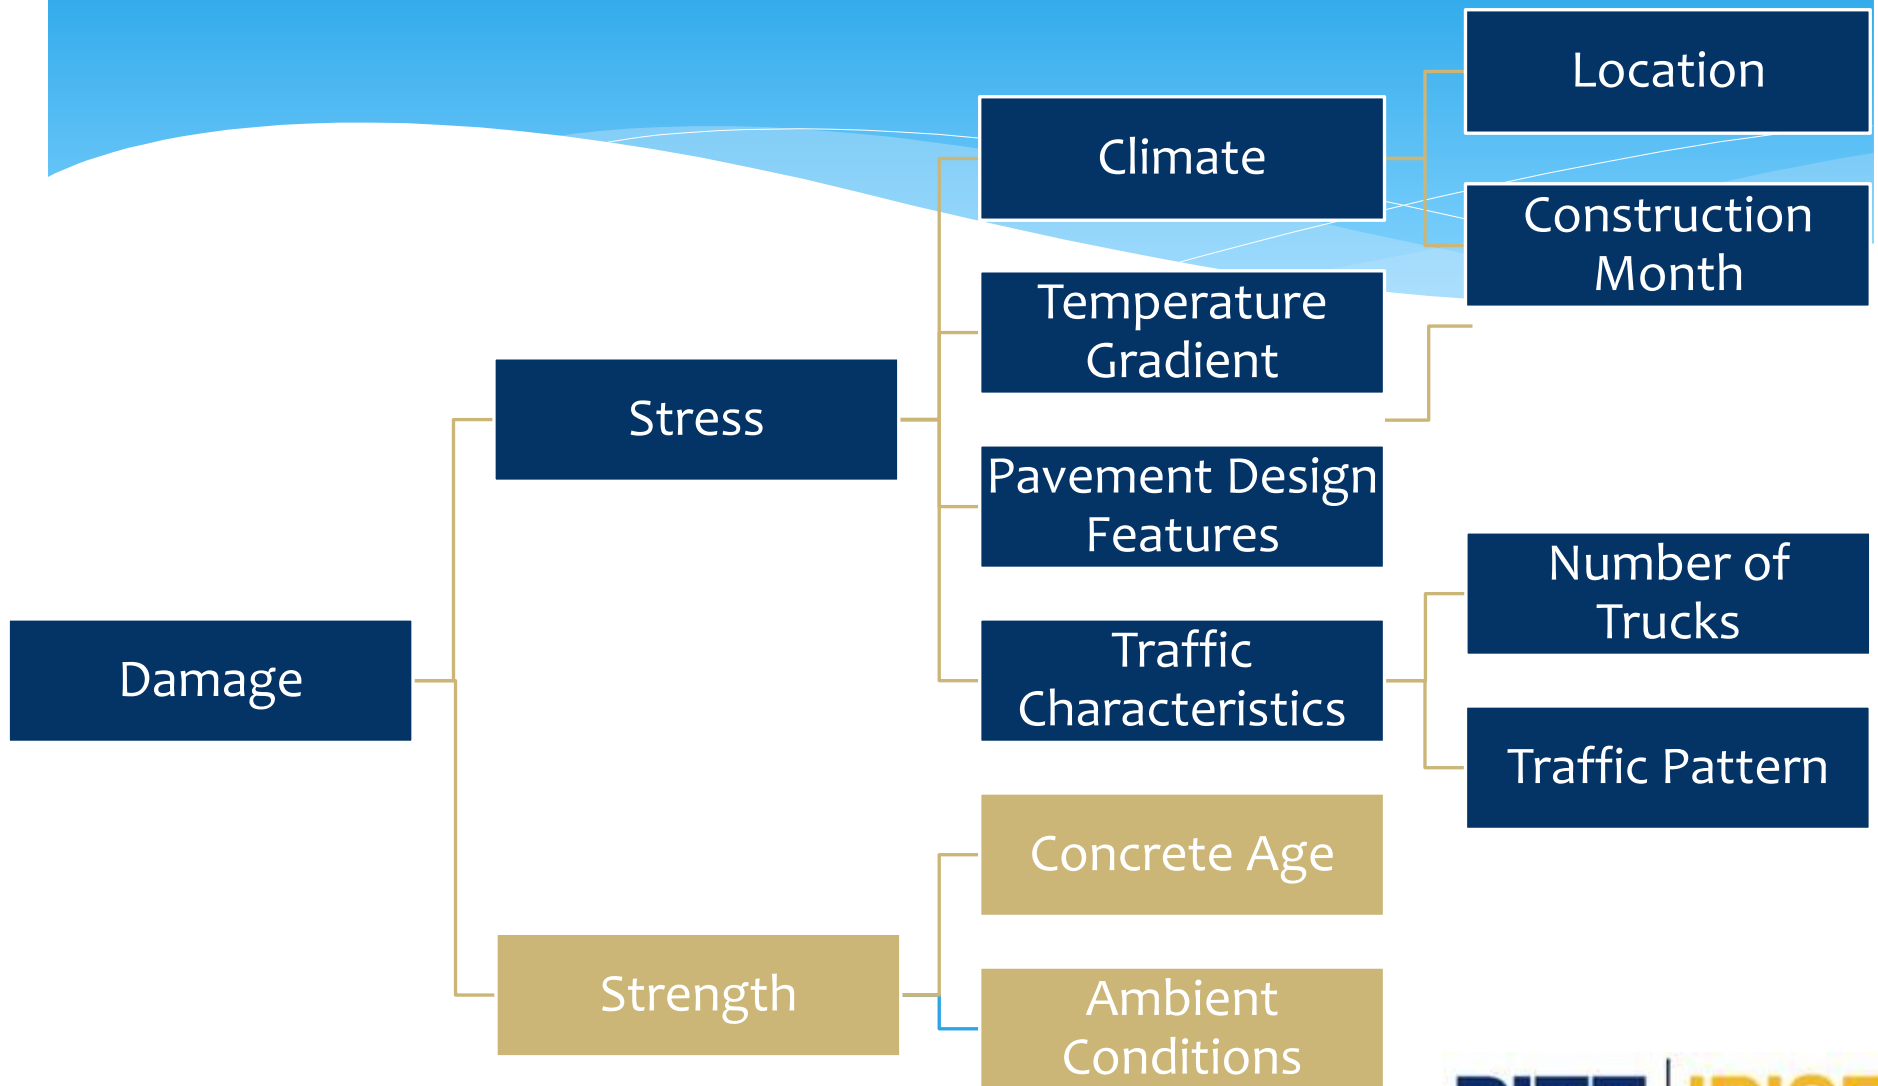 Location
Climate
Construction
Month
Temperature
Gradient
Stress
Pavement Design
Features
Number of
Trucks
Traffic
Characteristics
Damage
Traffic Pattern
Concrete Age
Strength
Ambient
Conditions